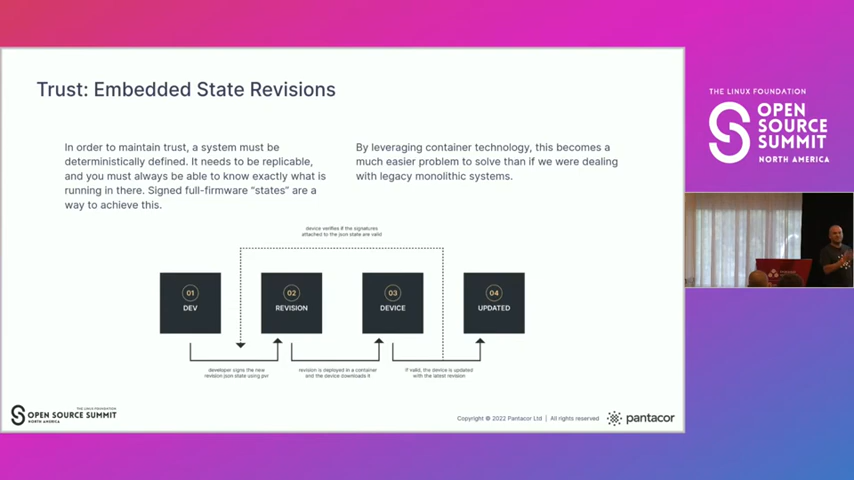 Trust: Embedded State Revisions
In order to maintain trust, a system must be
deterministically defined. It needs to be replicable,
and you must always be able to know exactly what is
running in there. Signed full-firmware “states” are a
way to achieve this.
By leveraging container technology, this becomes a
much easier problem to solve than if we were dealing
with legacy monolithic systems.
device verifies if the signatures
attached to the json state are valid
01
DEV
02
REVISION
03
DEVICE
04
UPDATED
developer signs the new
revision json state using pvr
revision is deployed in a container
and the device downloads it
if valid, the device is updated
with the latest revision
THE LINUX FOUNDATION
OPEN SOURCE SUMMIT
NORTH AMERICA
Copyright © 2022 Pantacor Ltd | All rights reserved
pantacor
THE LINUX FOUNDATION
OPEN
SOURCE
SUMMIT
NORTH AMERICA